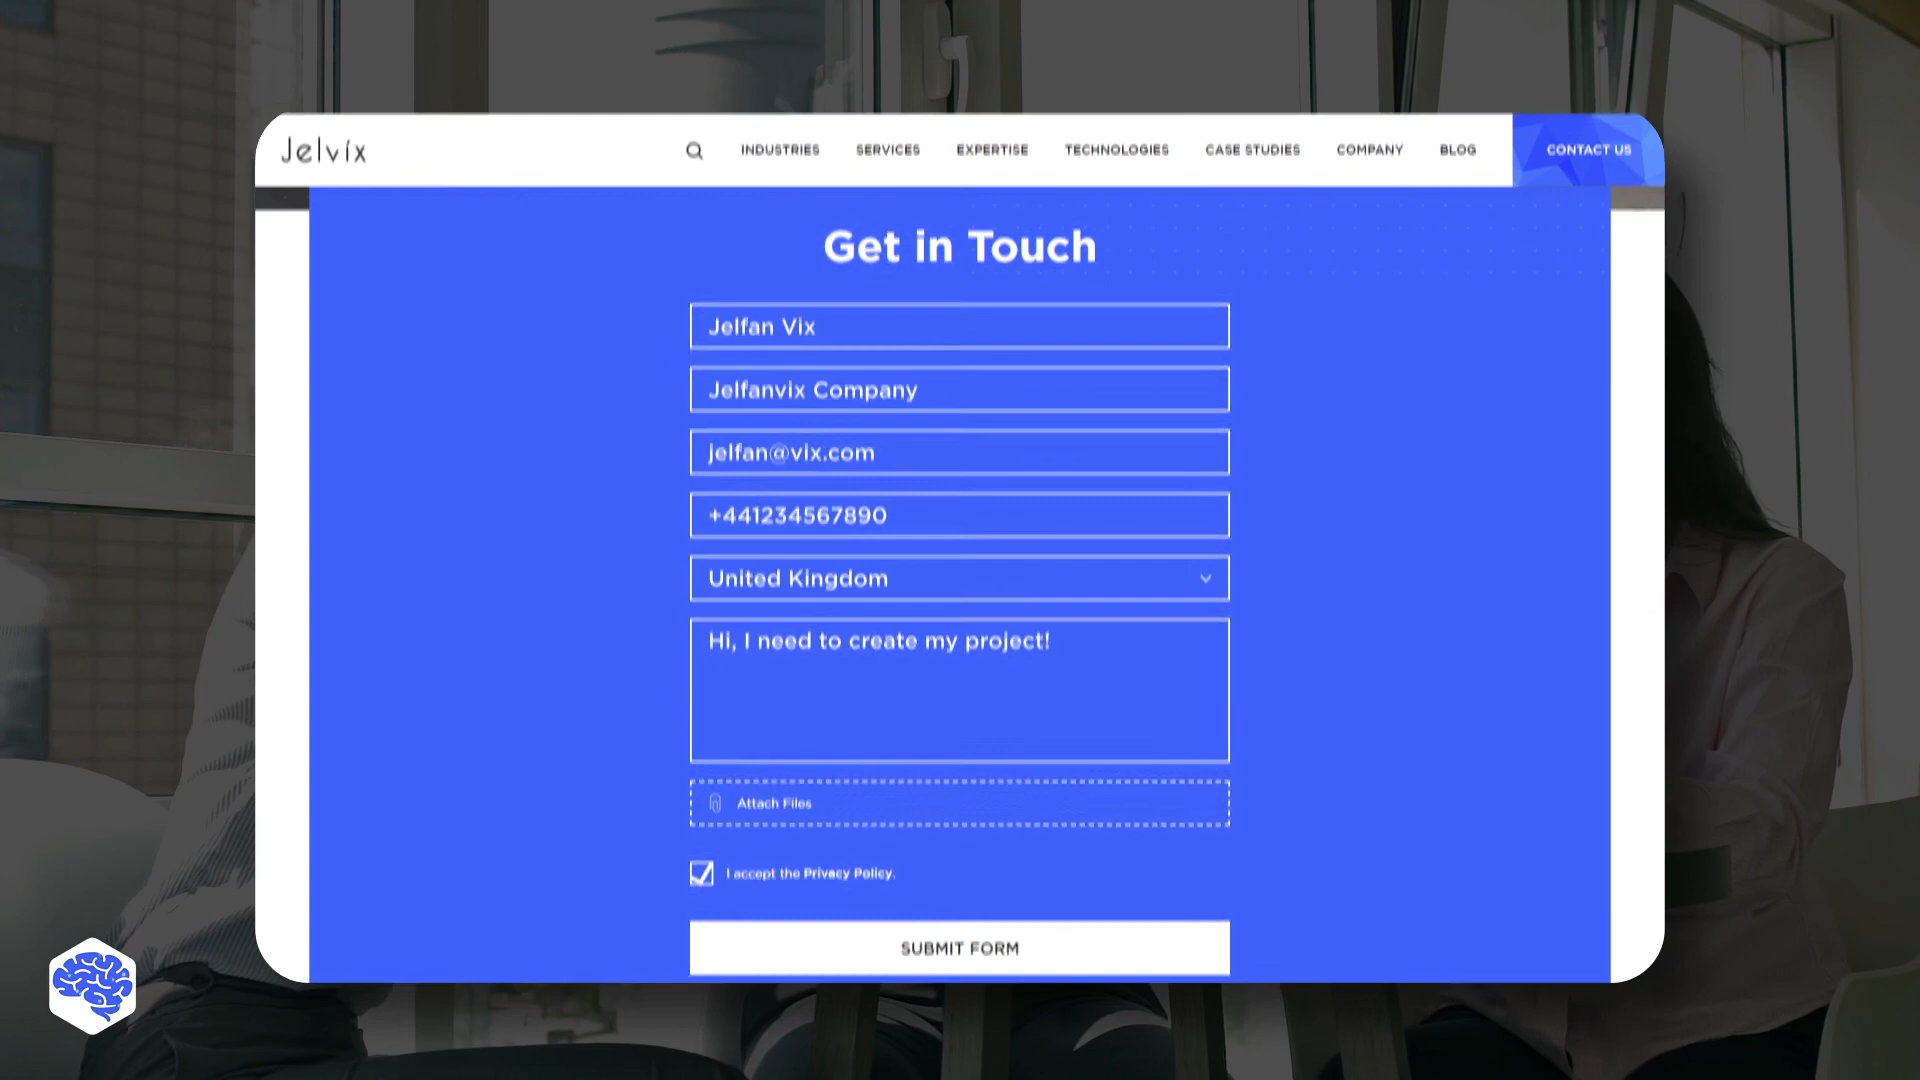 Jelvix
INDUSTRIES SERVICES EXPERTISE TECHNOLOGIES CASE STUDIES COMPANY BLOG CONTACT US
Get in Touch
Jelfan Vix
Jelfanvix Company
jelfan@vix.com
+441234567890
United Kingdom
Hi, I need to create my project!
Attach Files
I accept the Privacy Policy.
SUBMIT FORM